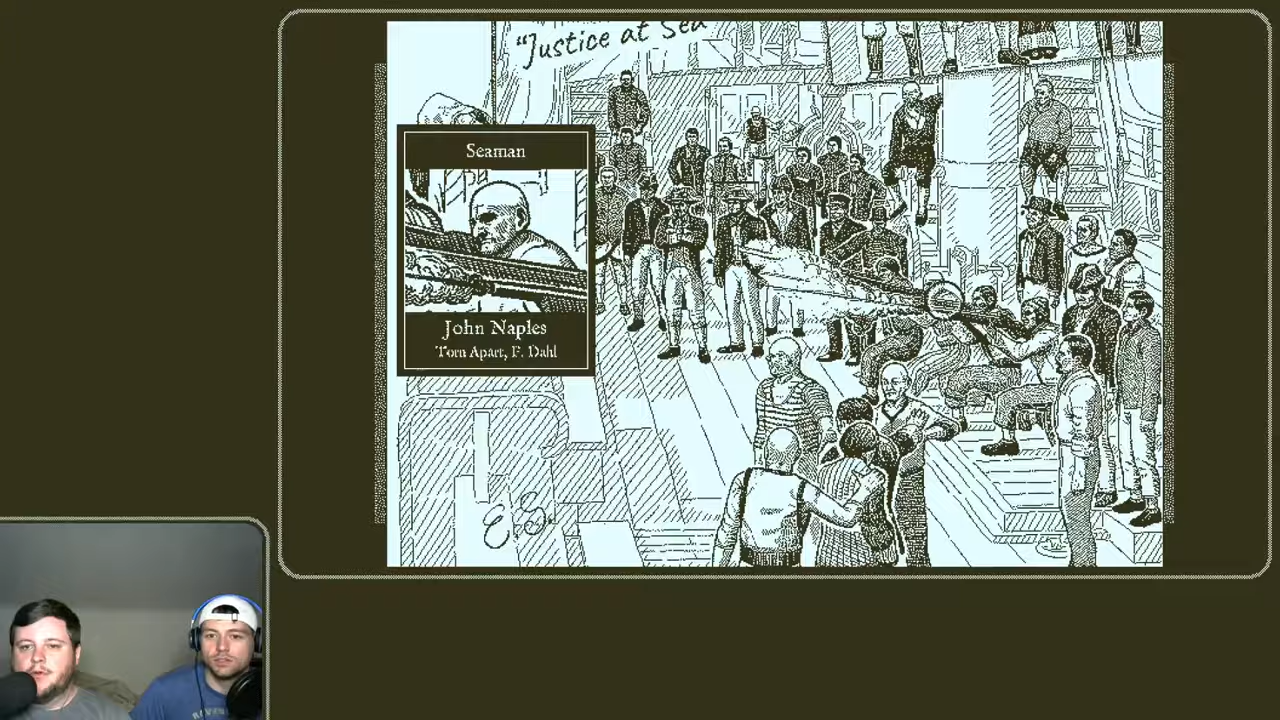 "Justice at Sea
Seaman
John Naples
Torn Apart, F. Dahl
E.S.